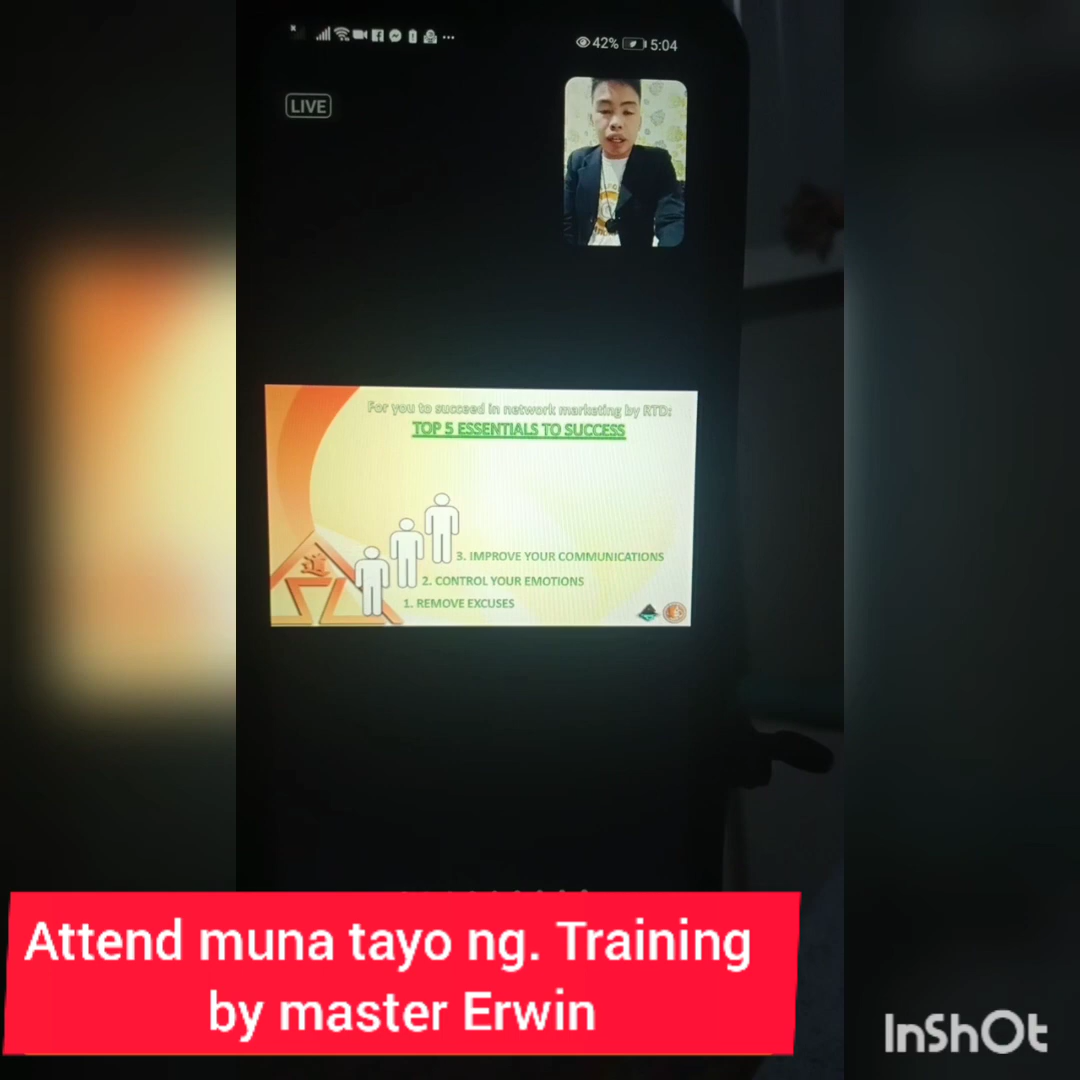 42% 5:04
LIVE
For you to succeed in network marketing by RTD:
TOP 5 ESSENTIALS TO SUCCESS
3. IMPROVE YOUR COMMUNICATIONS
2. CONTROL YOUR EMOTIONS
1. REMOVE EXCUSES
Attend muna tayo ng. Training
by master Erwin
InShOt